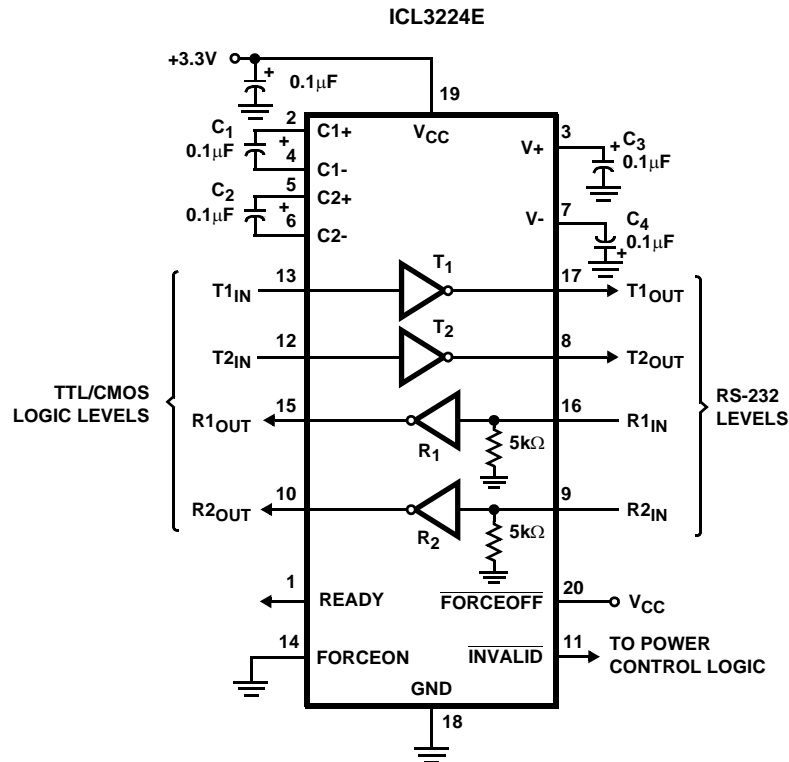 ICL3224E
+3.3V
+
0.1μF
19
2
C1+
VCC
3
C1
0.1μF
+
4
C1-
V+
+
C3
0.1μF
5
C2
0.1μF
+
C2+
6
C2-
V-
7
C4
0.1μF
+
T1
13
17
T1IN
T1OUT
T2
12
8
T2IN
T2OUT
TTL/CMOS
LOGIC LEVELS
RS-232
LEVELS
15
16
R1OUT
R1IN
R1
5kΩ
10
9
R2OUT
R2IN
R2
5kΩ
1
READY
FORCEOFF
20
VCC
14
FORCEON
INVALID
11
TO POWER
CONTROL LOGIC
GND
18